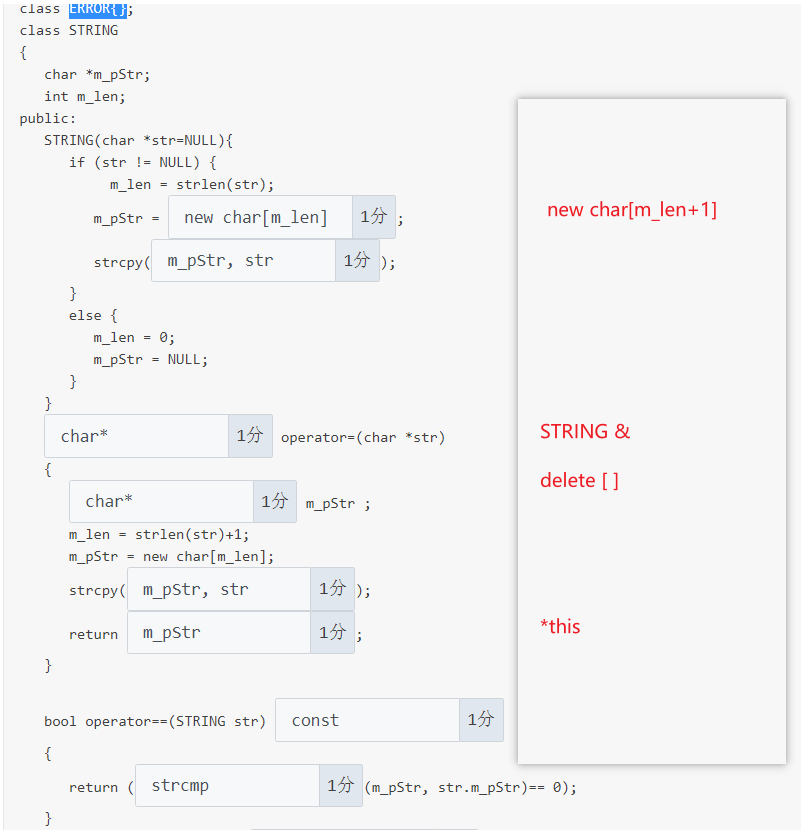 class ERROR{};
class STRING
{
char *m_pStr;
int m_len;
public:
STRING(char *str=NULL){
if (str != NULL) {
m_len = strlen(str);
m_pStr = new char[m_len] 1分 ; new char[m_len+1]
strcpy( m_pStr, str 1分 );
}
else {
m_len = 0;
m_pStr = NULL;
}
}
char* 1分 operator=(char *str) STRING &
{
char* 1分 m_pStr ; delete [ ]
m_len = strlen(str)+1;
m_pStr = new char[m_len];
strcpy( m_pStr, str 1分 );
return m_pStr 1分 ; *this
}
bool operator==(STRING str) const 1分
{
return ( strcmp 1分 (m_pStr, str.m_pStr)== 0);
}